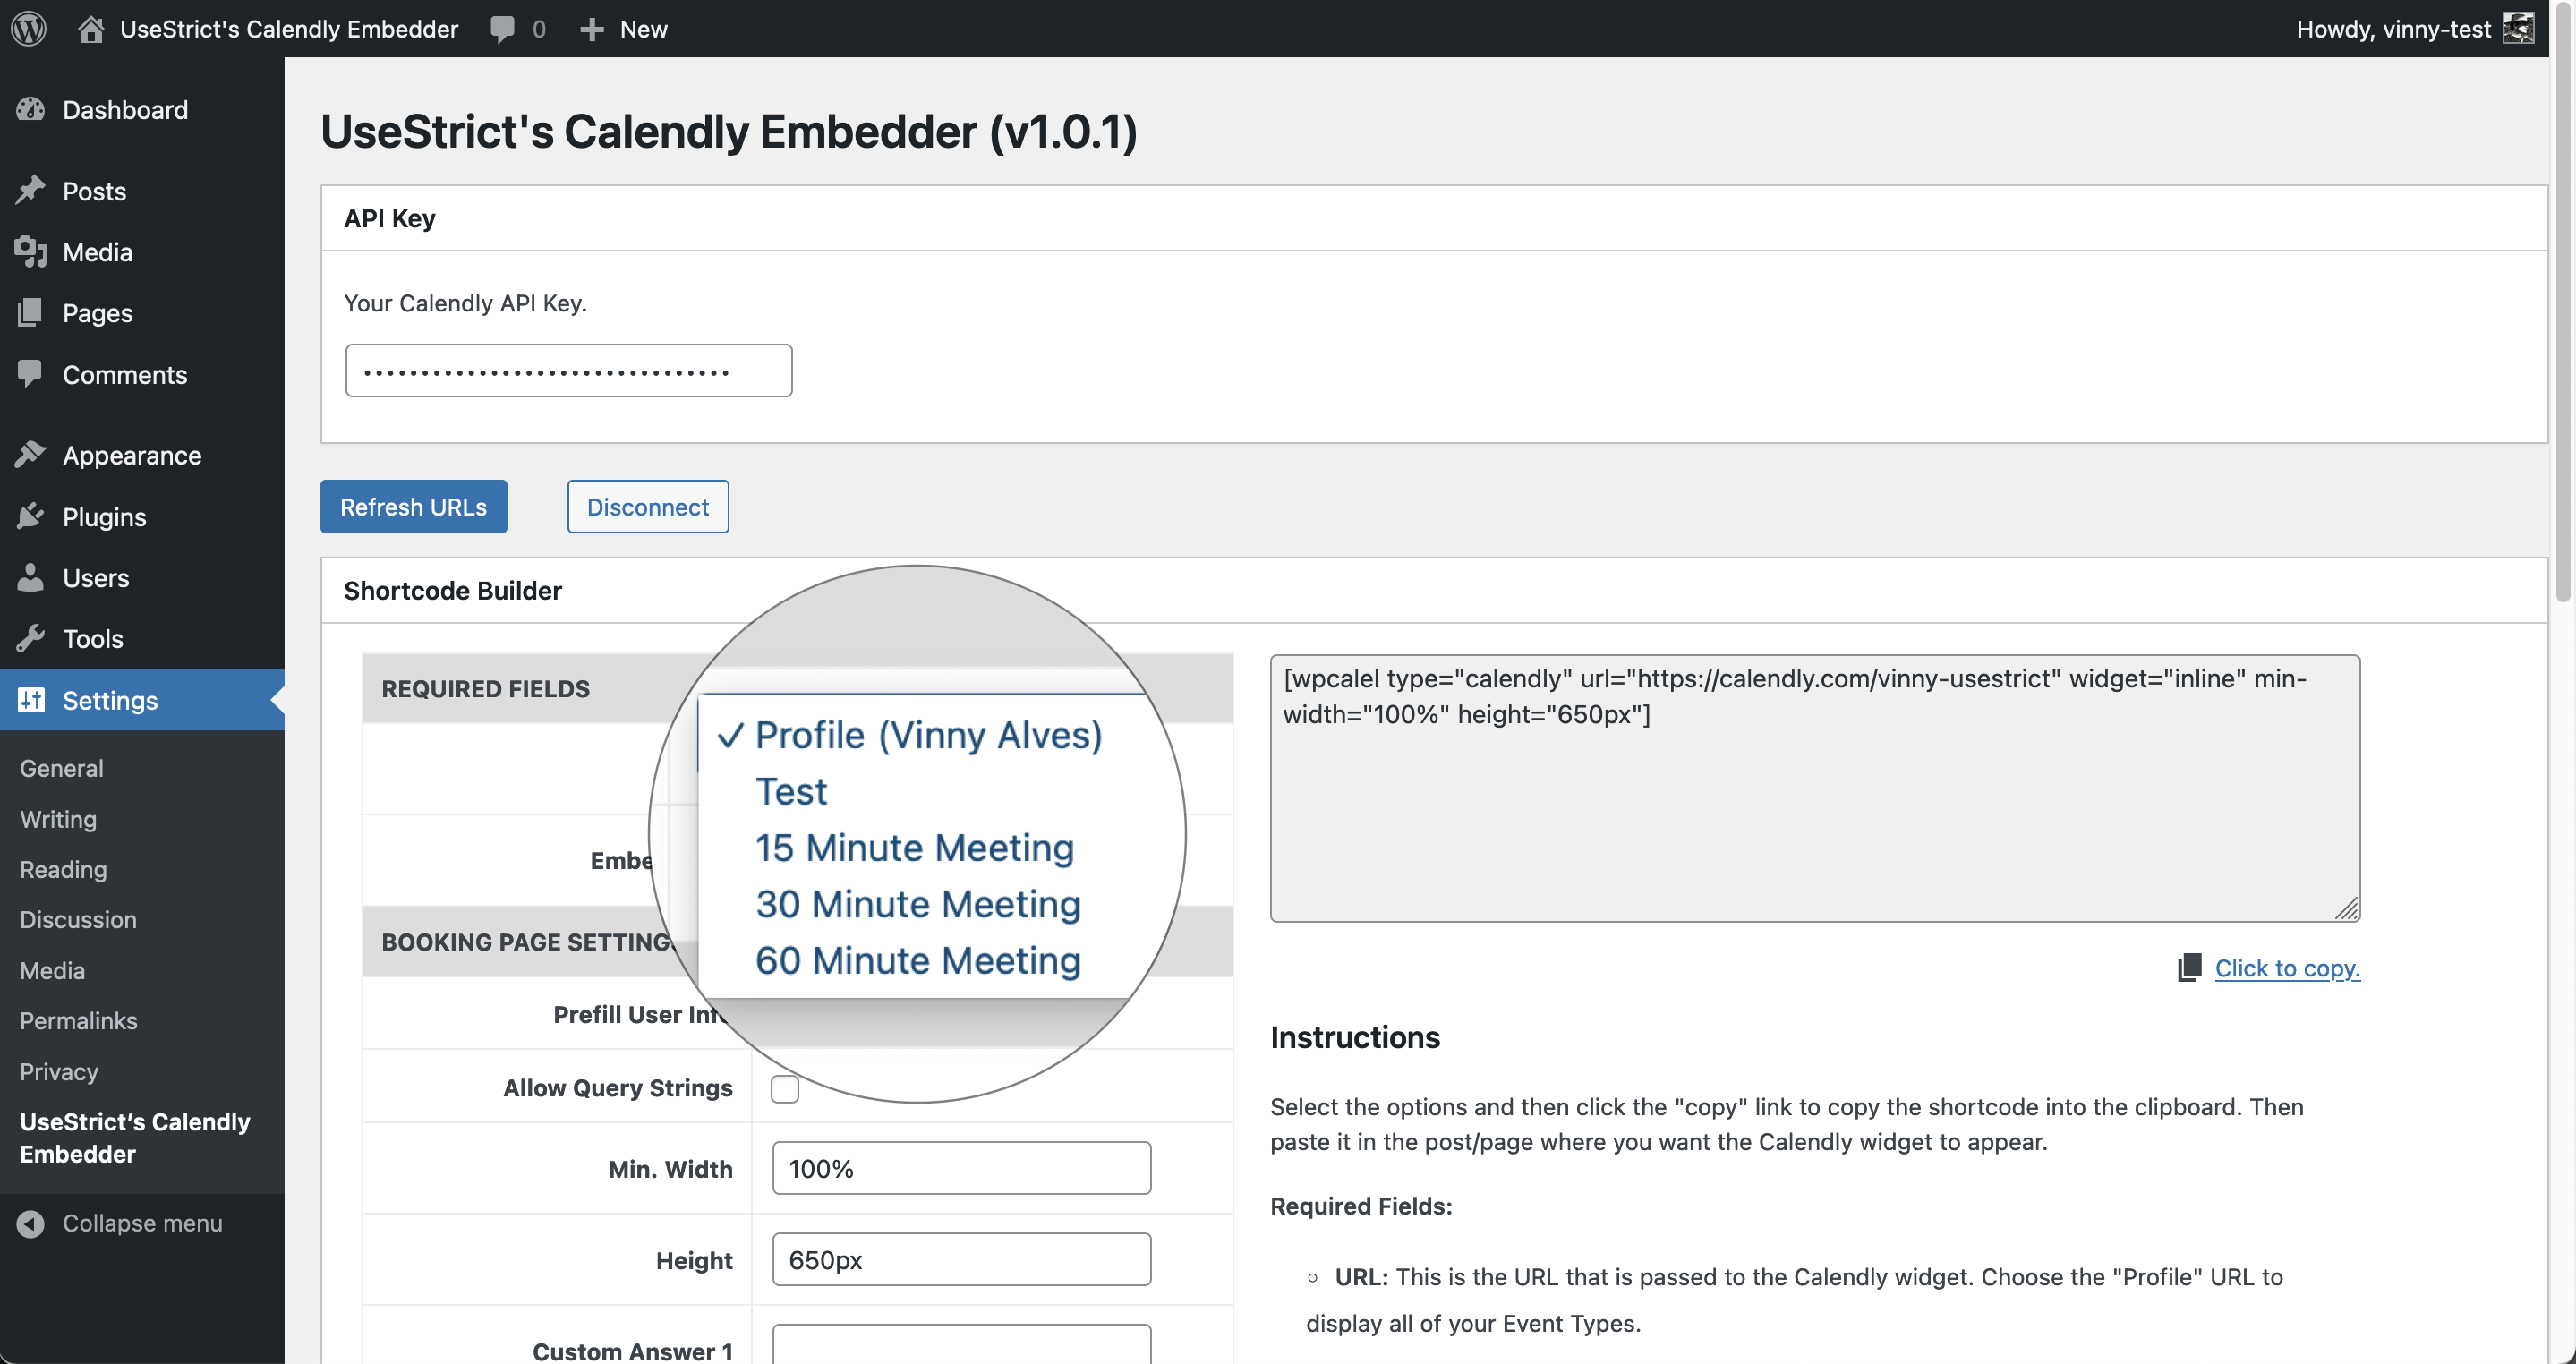 UseStrict's Calendly Embedder
0
New
Howdy, vinny-test
Dashboard
Posts
Media
Pages
Comments
Appearance
Plugins
Users
Tools
Settings
General
Writing
Reading
Discussion
Media
Permalinks
Privacy
UseStrict’s Calendly
Embedder
Collapse menu
UseStrict's Calendly Embedder (v1.0.1)
API Key
Your Calendly API Key.
Refresh URLs
Disconnect
Shortcode Builder
REQUIRED FIELDS
✓ Profile (Vinny Alves)
Test
15 Minute Meeting
30 Minute Meeting
60 Minute Meeting
Embe
BOOKING PAGE SETTING
Prefill User Inf
Allow Query Strings
Min. Width
100%
Height
650px
Custom Answer 1
[wpcalel type="calendly" url="https://calendly.com/vinny-usestrict" widget="inline" min-
width="100%" height="650px"]
Click to copy.
Instructions
Select the options and then click the "copy" link to copy the shortcode into the clipboard. Then
paste it in the post/page where you want the Calendly widget to appear.
Required Fields:
URL: This is the URL that is passed to the Calendly widget. Choose the "Profile" URL to
display all of your Event Types.